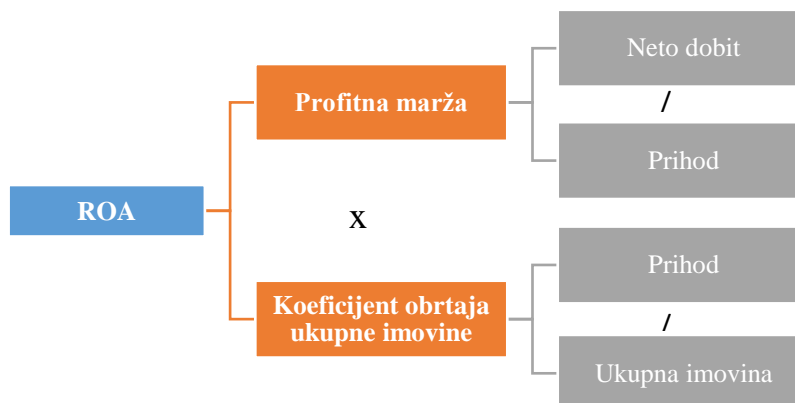 Neto dobit
/
Profitna marža
Prihod
ROA
X
Prihod
Koeficijent obrtaja
ukupne imovine
/
Ukupna imovina